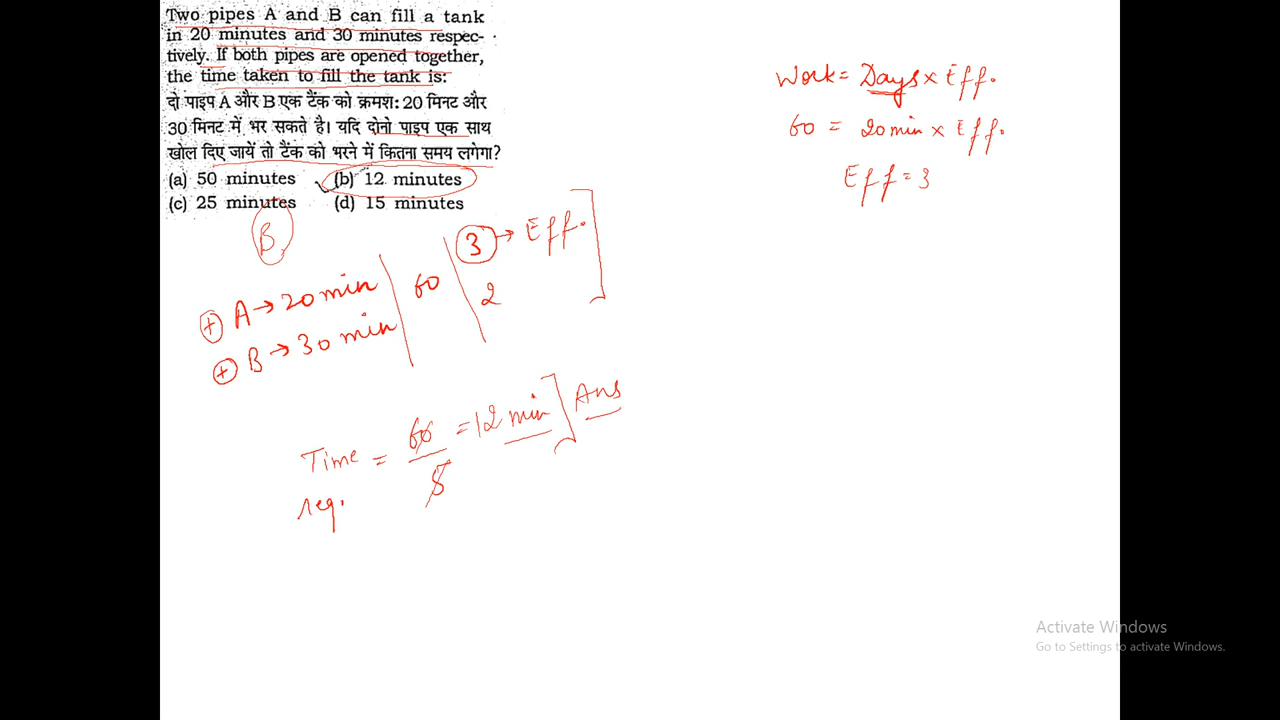 Two pipes A and B can fill a tank
in 20 minutes and 30 minutes respec-
tively. If both pipes are opened together,
the time taken to fill the tank is:
दो पाइप A और B एक टैंक को क्रमश: 20 मिनट और
30 मिनट में भर सकते है। यदि दोनो पाइप एक साथ
खोल दिए जायें तो टैंक को भरने में कितना समय लगेगा?
(a) 50 minutes (b) 12 minutes
(c) 25 minutes (d) 15 minutes
B
+ A → 20 min | 60 | 3 → Eff.
+ B → 30 min 2
Time req. = 60/5 = 12 min] Ans
Work = Days × Eff.
60 = 20 min × Eff.
Eff = 3
Activate Windows
Go to Settings to activate Windows.